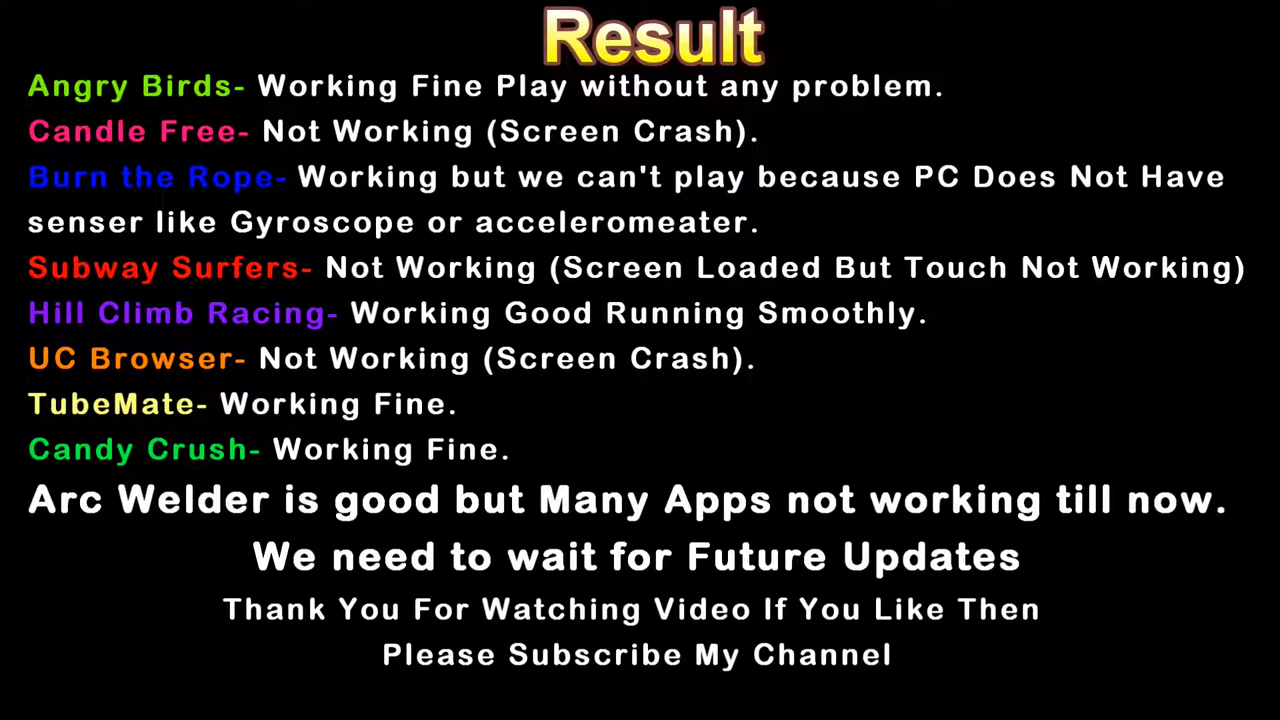 Result
Angry Birds- Working Fine Play without any problem.
Candle Free- Not Working (Screen Crash).
Burn the Rope- Working but we can't play because PC Does Not Have
senser like Gyroscope or acceleromeater.
Subway Surfers- Not Working (Screen Loaded But Touch Not Working)
Hill Climb Racing- Working Good Running Smoothly.
UC Browser- Not Working (Screen Crash).
TubeMate- Working Fine.
Candy Crush- Working Fine.
Arc Welder is good but Many Apps not working till now.
We need to wait for Future Updates
Thank You For Watching Video If You Like Then
Please Subscribe My Channel